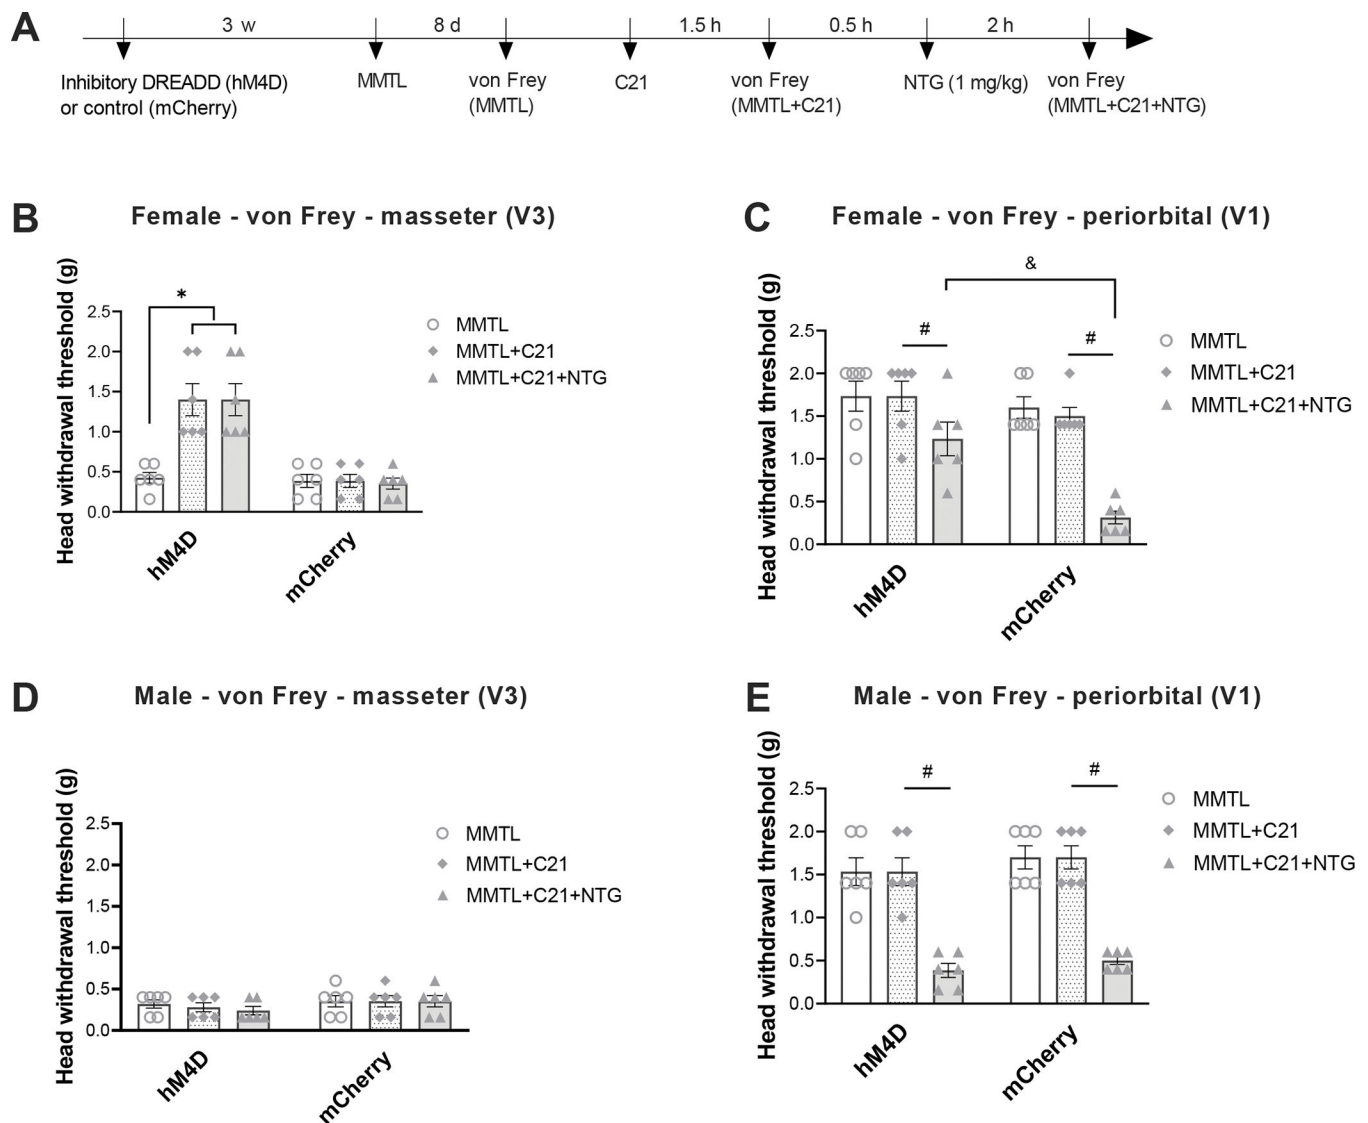 A
3 w
8 d
1.5 h
0.5 h
2 h
Inhibitory DREADD (hM4D)
or control (mCherry)
MMTL
von Frey
(MMTL)
C21
von Frey
(MMTL+C21)
NTG (1 mg/kg)
von Frey
(MMTL+C21+NTG)
B
Female - von Frey - masseter (V3)
Head withdrawal threshold (g)
2.5
2.0
1.5
1.0
0.5
0.0
*
hM4D
mCherry
MMTL
MMTL+C21
MMTL+C21+NTG
C
Female - von Frey - periorbital (V1)
Head withdrawal threshold (g)
2.5
2.0
1.5
1.0
0.5
0.0
&
#
#
hM4D
mCherry
MMTL
MMTL+C21
MMTL+C21+NTG
D
Male - von Frey - masseter (V3)
Head withdrawal threshold (g)
2.5
2.0
1.5
1.0
0.5
0.0
hM4D
mCherry
MMTL
MMTL+C21
MMTL+C21+NTG
E
Male - von Frey - periorbital (V1)
Head withdrawal threshold (g)
2.5
2.0
1.5
1.0
0.5
0.0
#
#
hM4D
mCherry
MMTL
MMTL+C21
MMTL+C21+NTG